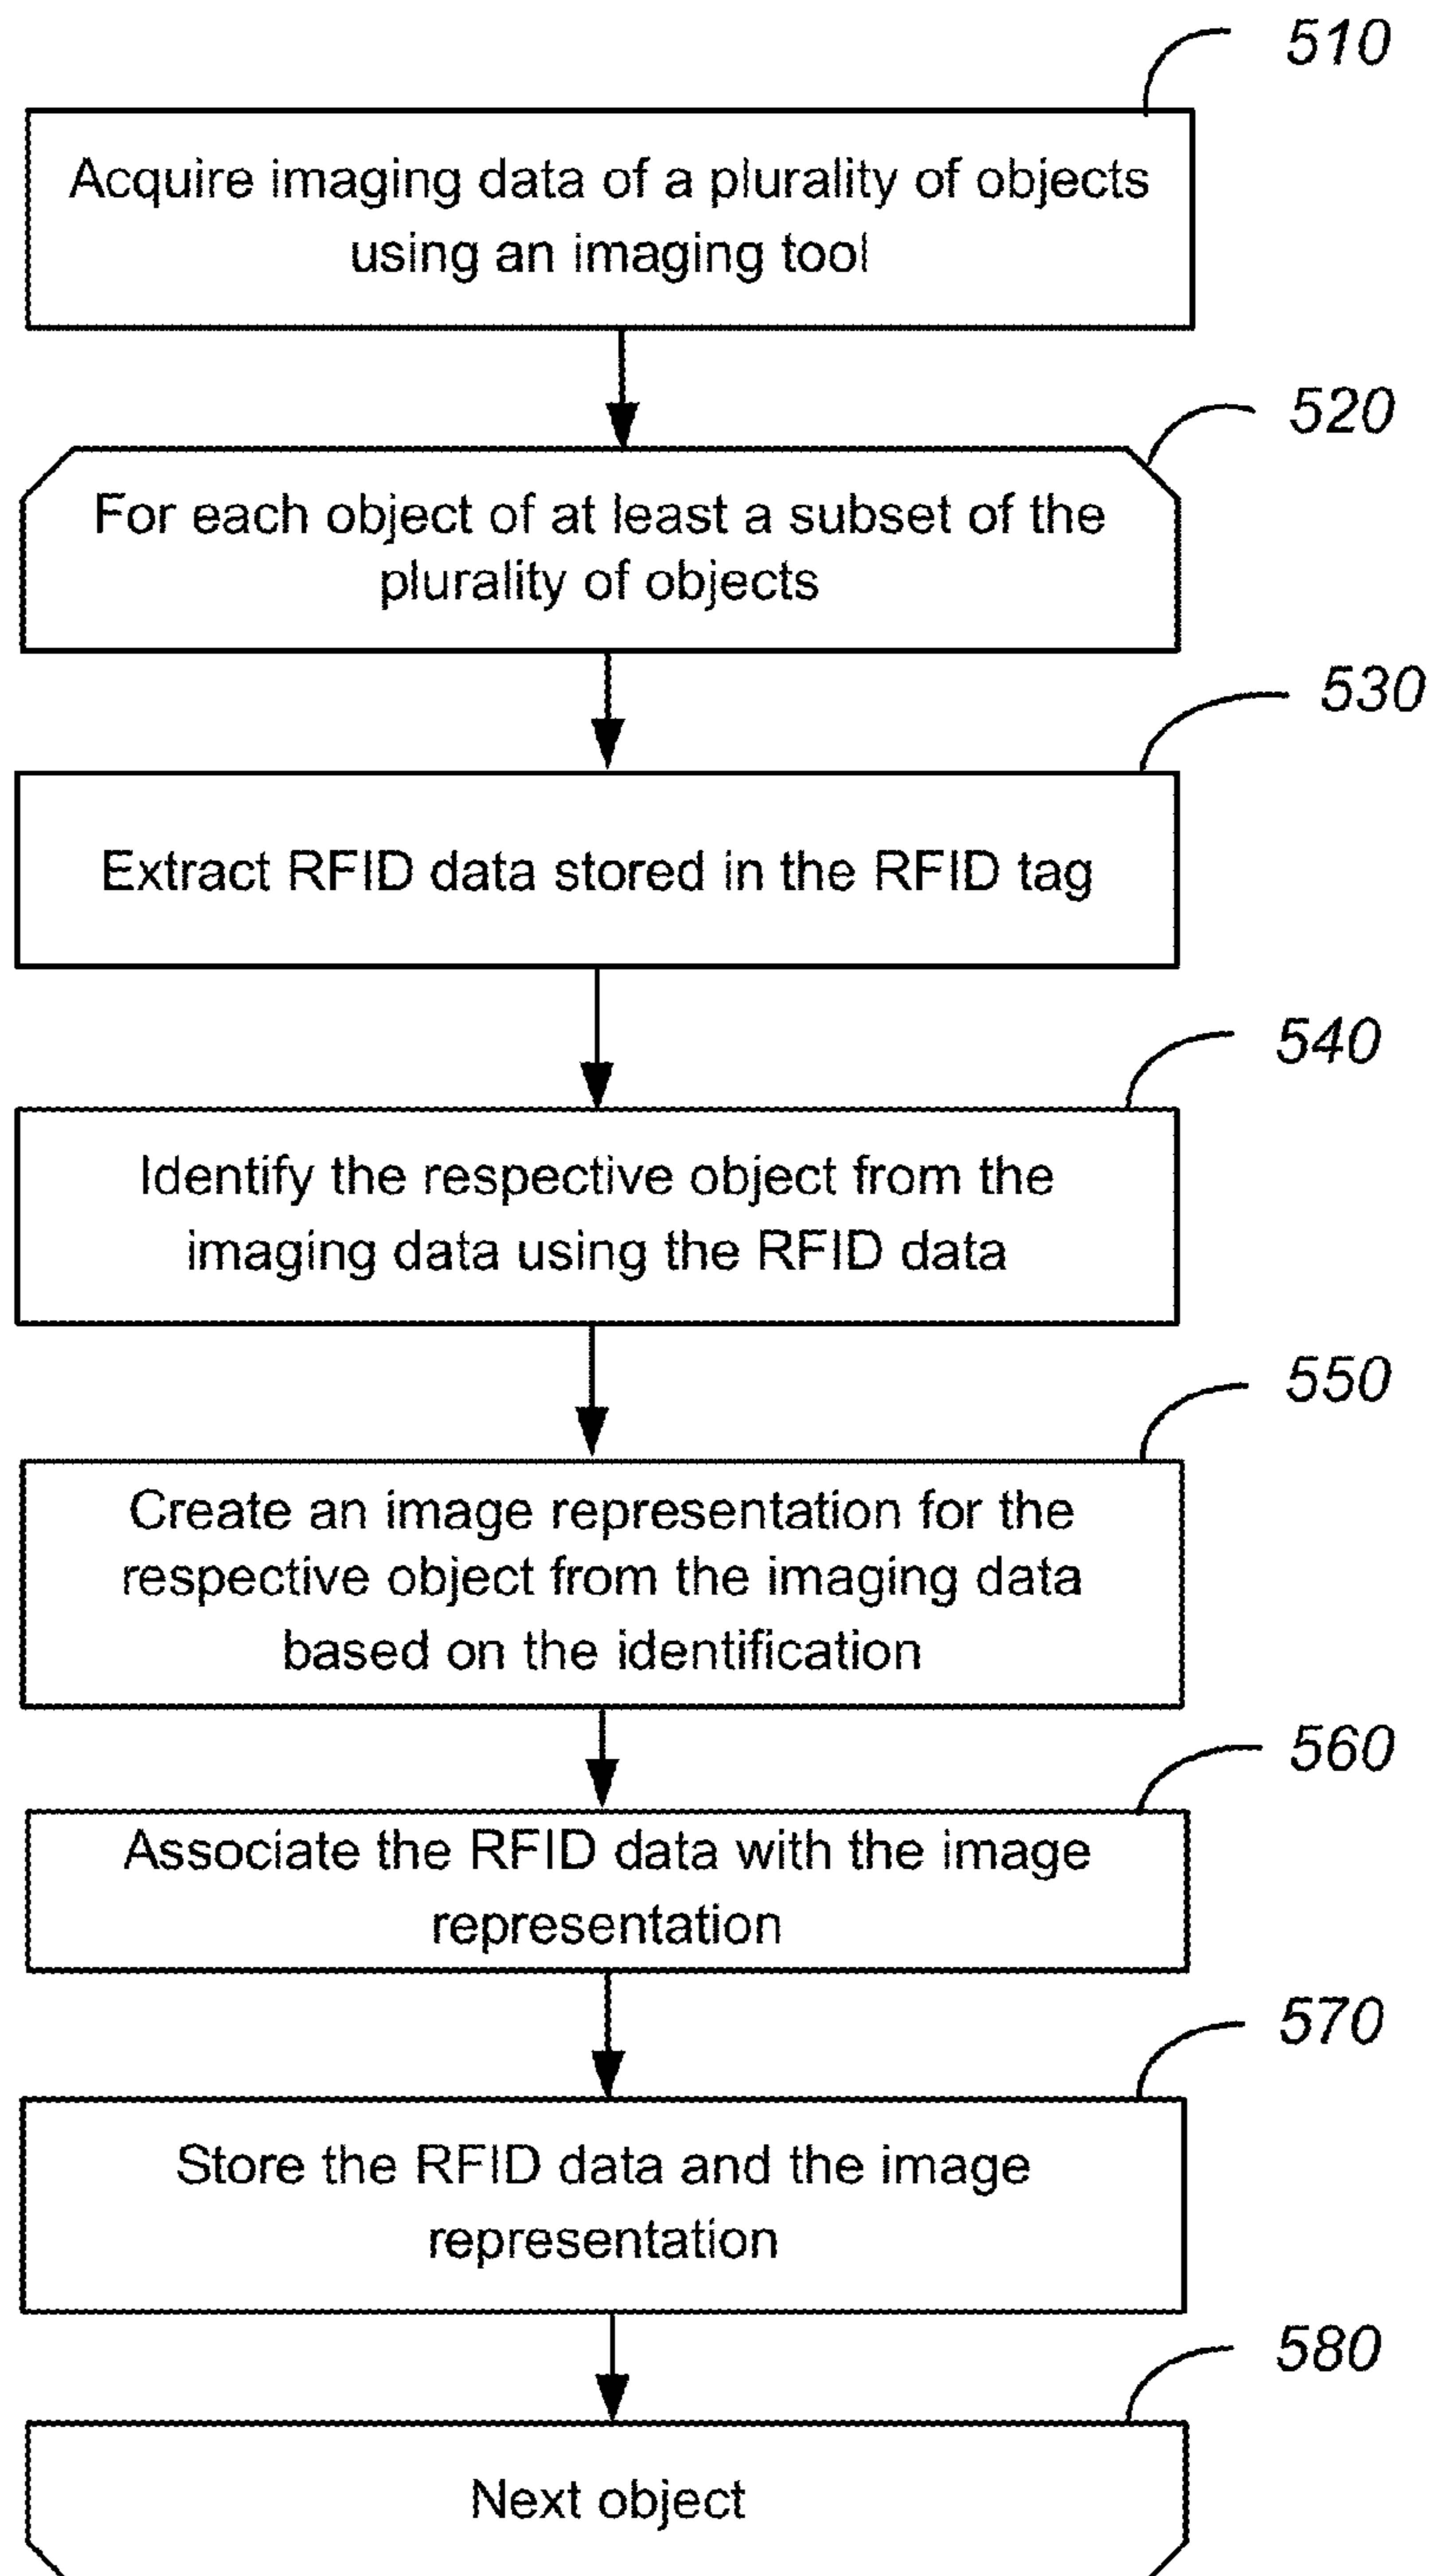 510
Acquire imaging data of a plurality of objects
using an imaging tool
520
For each object of at least a subset of the
plurality of objects
530
Extract RFID data stored in the RFID tag
540
Identify the respective object from the
imaging data using the RFID data
550
Create an image representation for the
respective object from the imaging data
based on the identification
560
Associate the RFID data with the image
representation
570
Store the RFID data and the image
representation
580
Next object